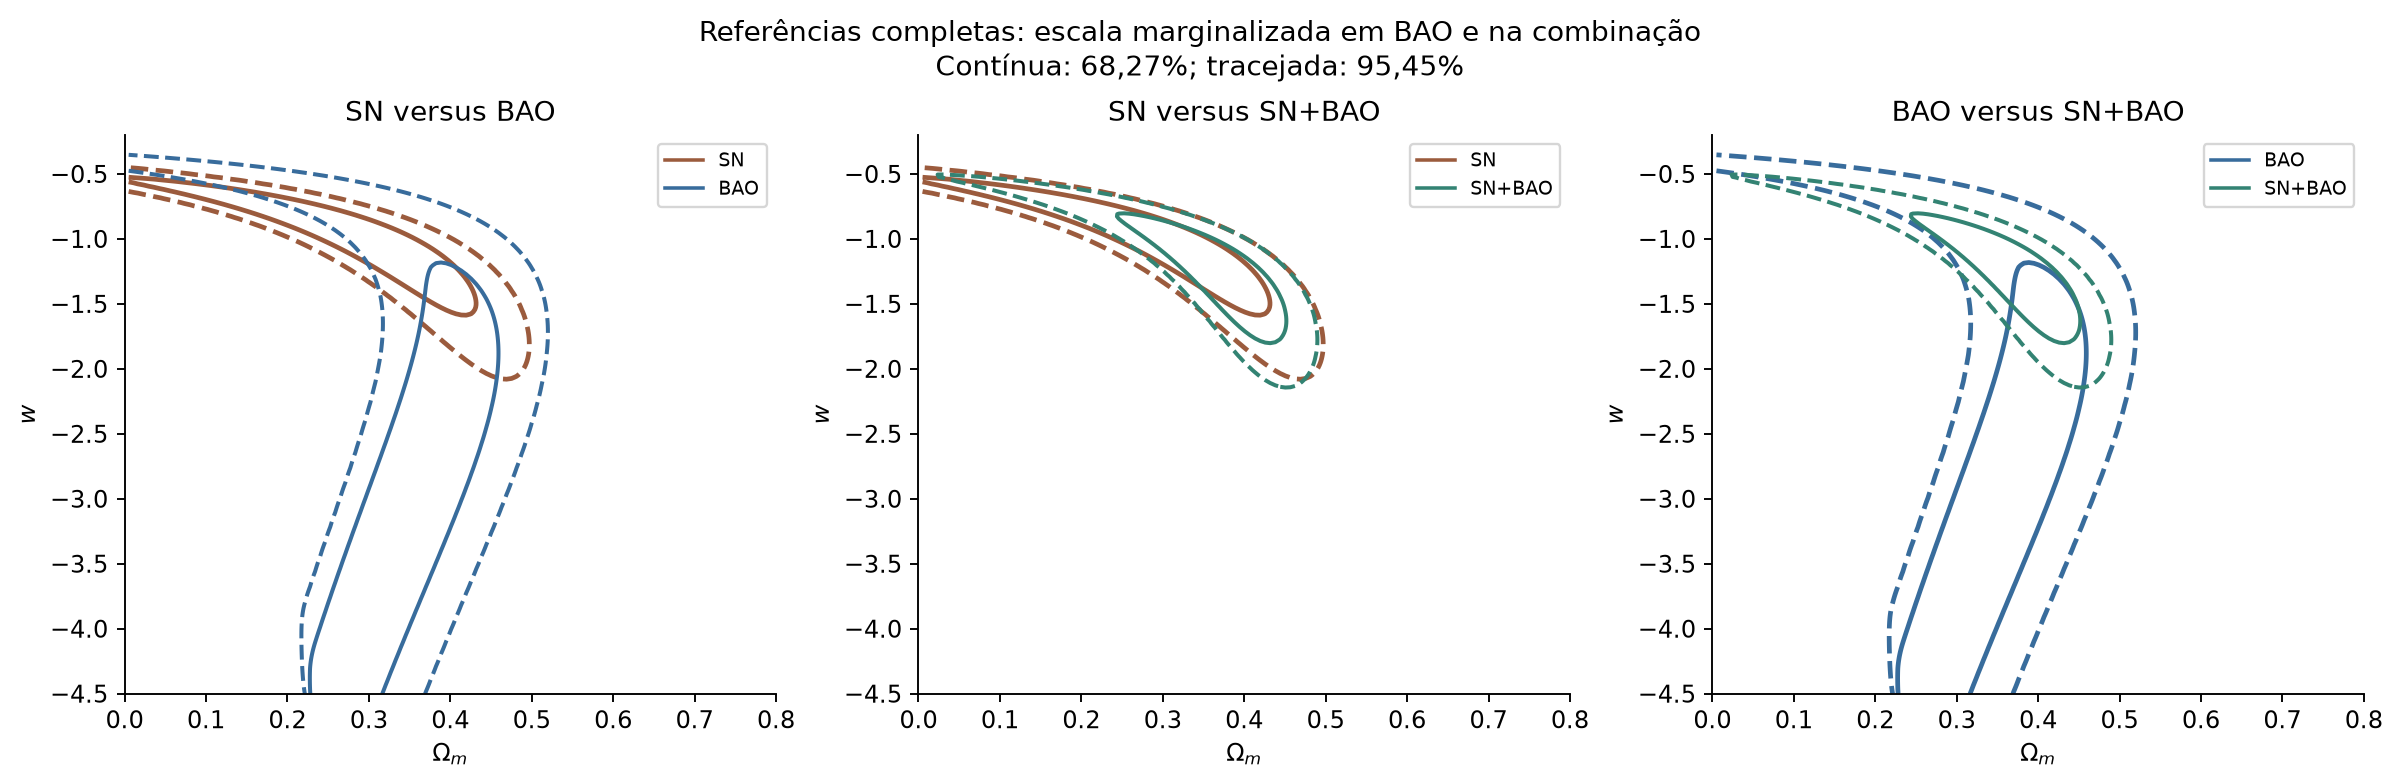 Referências completas: escala marginalizada em BAO e na combinação
Contínua: 68,27%; tracejada: 95,45%
SN versus BAO
SN
BAO
−0.5
−1.0
−1.5
−2.0
−2.5
−3.0
−3.5
−4.0
−4.5
w
0.0 0.1 0.2 0.3 0.4 0.5 0.6 0.7 0.8
Ωm
SN versus SN+BAO
SN
SN+BAO
−0.5
−1.0
−1.5
−2.0
−2.5
−3.0
−3.5
−4.0
−4.5
w
0.0 0.1 0.2 0.3 0.4 0.5 0.6 0.7 0.8
Ωm
BAO versus SN+BAO
BAO
SN+BAO
−0.5
−1.0
−1.5
−2.0
−2.5
−3.0
−3.5
−4.0
−4.5
w
0.0 0.1 0.2 0.3 0.4 0.5 0.6 0.7 0.8
Ωm